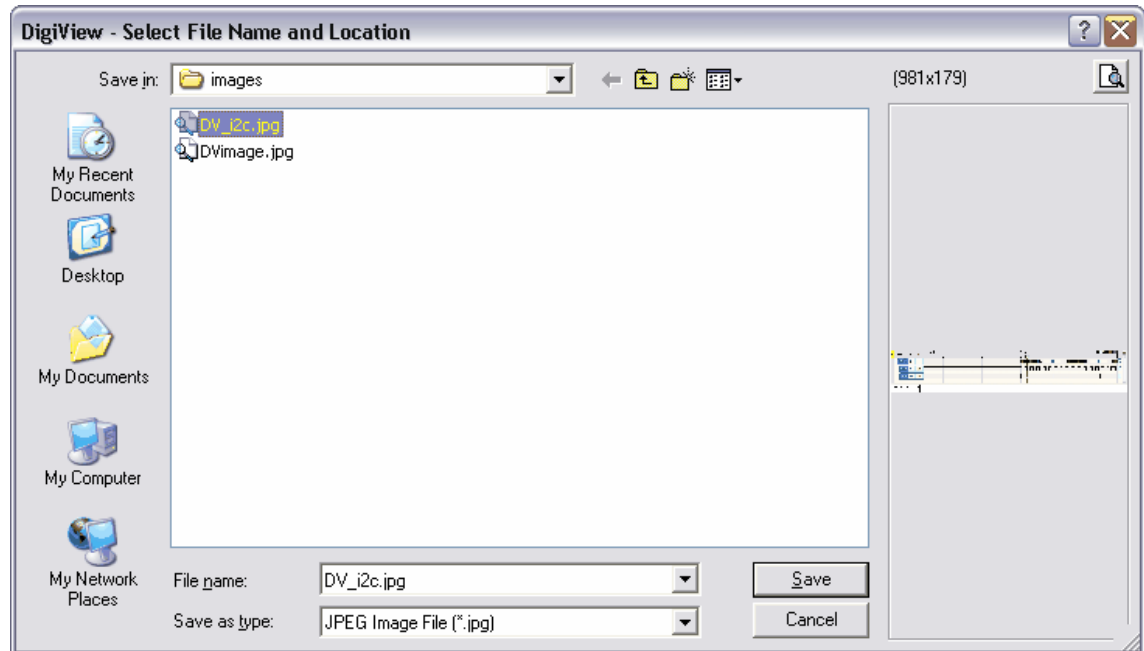 DigiView - Select File Name and Location
Save in: images
(981x179)
DV_i2c.jpg
DVimage.jpg
My Recent
Documents
Desktop
My Documents
My Computer
My Network
Places
File name: DV_i2c.jpg
Save
Save as type: JPEG Image File (*.jpg)
Cancel